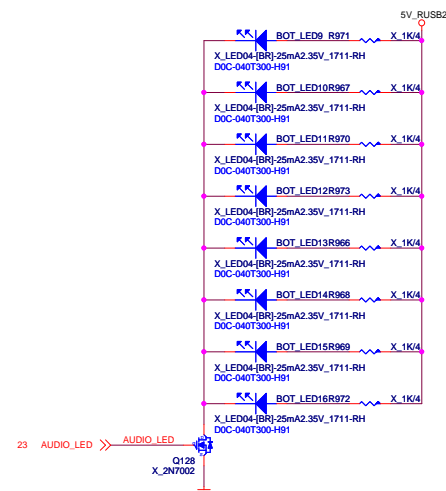 5V_RUSB2
BOT_LED9 R971 X_1K/4
X_LED04-[BR]-25mA2.35V_1711-RH
D0C-040T300-H91
BOT_LED10R967 X_1K/4
X_LED04-[BR]-25mA2.35V_1711-RH
D0C-040T300-H91
BOT_LED11R970 X_1K/4
X_LED04-[BR]-25mA2.35V_1711-RH
D0C-040T300-H91
BOT_LED12R973 X_1K/4
X_LED04-[BR]-25mA2.35V_1711-RH
D0C-040T300-H91
BOT_LED13R966 X_1K/4
X_LED04-[BR]-25mA2.35V_1711-RH
D0C-040T300-H91
BOT_LED14R968 X_1K/4
X_LED04-[BR]-25mA2.35V_1711-RH
D0C-040T300-H91
BOT_LED15R969 X_1K/4
X_LED04-[BR]-25mA2.35V_1711-RH
D0C-040T300-H91
BOT_LED16R972 X_1K/4
X_LED04-[BR]-25mA2.35V_1711-RH
D0C-040T300-H91
23 AUDIO_LED AUDIO_LED
Q128
X_2N7002